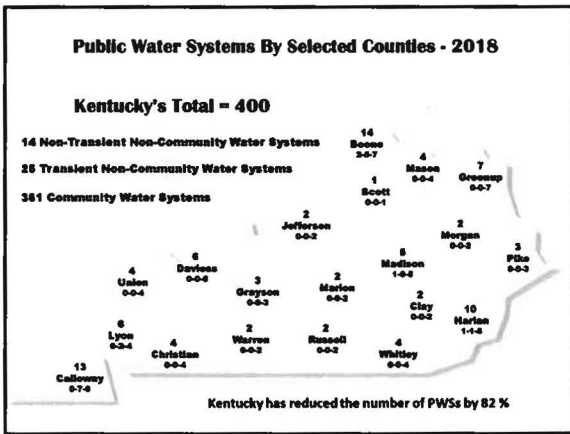 Public Water Systems By Selected Counties - 2018
Kentucky's Total = 400
14 Non-Transient Non-Community Water Systems
25 Transient Non-Community Water Systems
361 Community Water Systems
14
Boone
2-5-7
4
Mason
0-0-4
7
Greenup
0-0-7
1
Scott
0-0-1
2
Jefferson
0-0-2
2
Morgan
0-0-2
3
Pike
0-0-3
Madison
6
Daviess
0-0-6
4
Union
0-0-4
3
Grayson
0-0-3
2
Marion
0-0-2
2
Clay
0-0-2
10
Harlan
1-1-8
6
Lyon
0-2-4
4
Christian
0-0-4
2
Warren
0-0-2
2
Russell
0-0-2
4
Whitley
0-0-4
13
Calloway
0-7-6
Kentucky has reduced the number of PWSs by 82 %